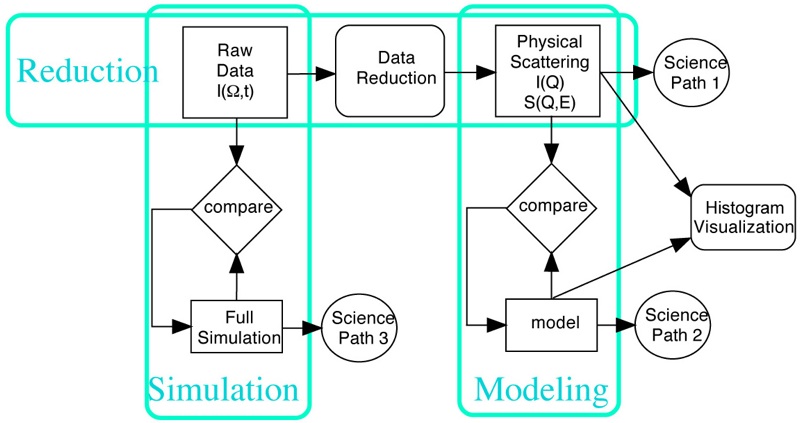 Reduction
Raw
Data
I(Ω,t)
Data
Reduction
Physical
Scattering
I(Q)
S(Q,E)
Science
Path 1
compare
compare
Histogram
Visualization
Full
Simulation
Science
Path 3
model
Science
Path 2
Simulation
Modeling